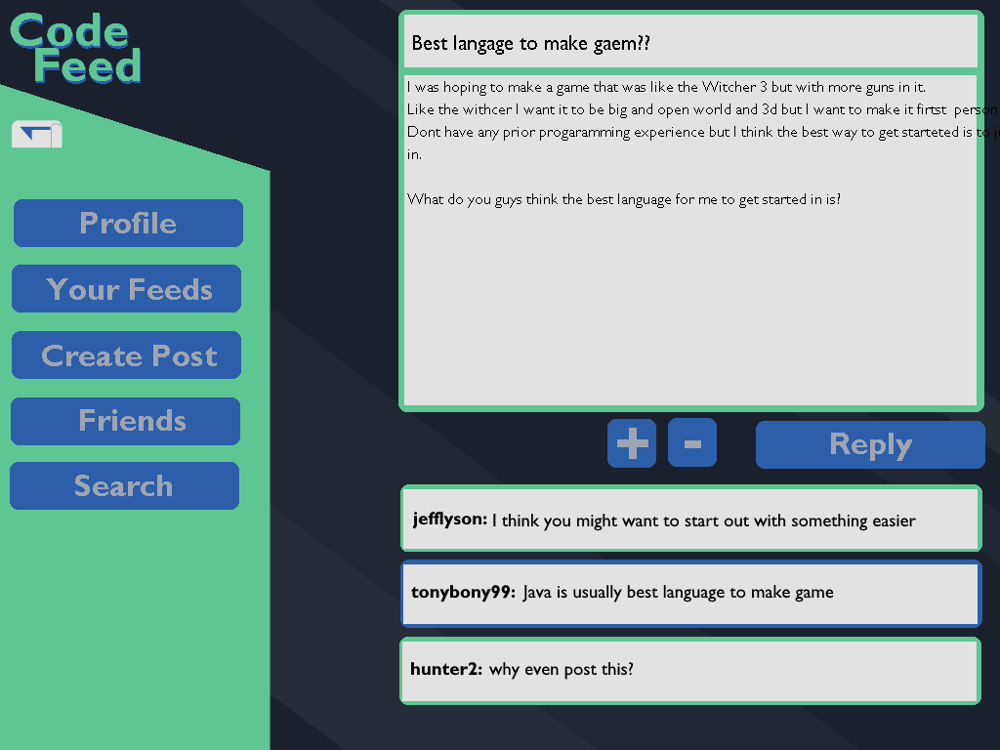 Code
Feed
Profile
Your Feeds
Create Post
Friends
Search
Best langage to make gaem??
I was hoping to make a game that was like the Witcher 3 but with more guns in it.
Like the withcer I want it to be big and open world and 3d but I want to make it firtst person
Dont have any prior progaramming experience but I think the best way to get starteted is to
in.
What do you guys think the best language for me to get started in is?
+
-
Reply
jefflyson: I think you might want to start out with something easier
tonybony99: Java is usually best language to make game
hunter2: why even post this?